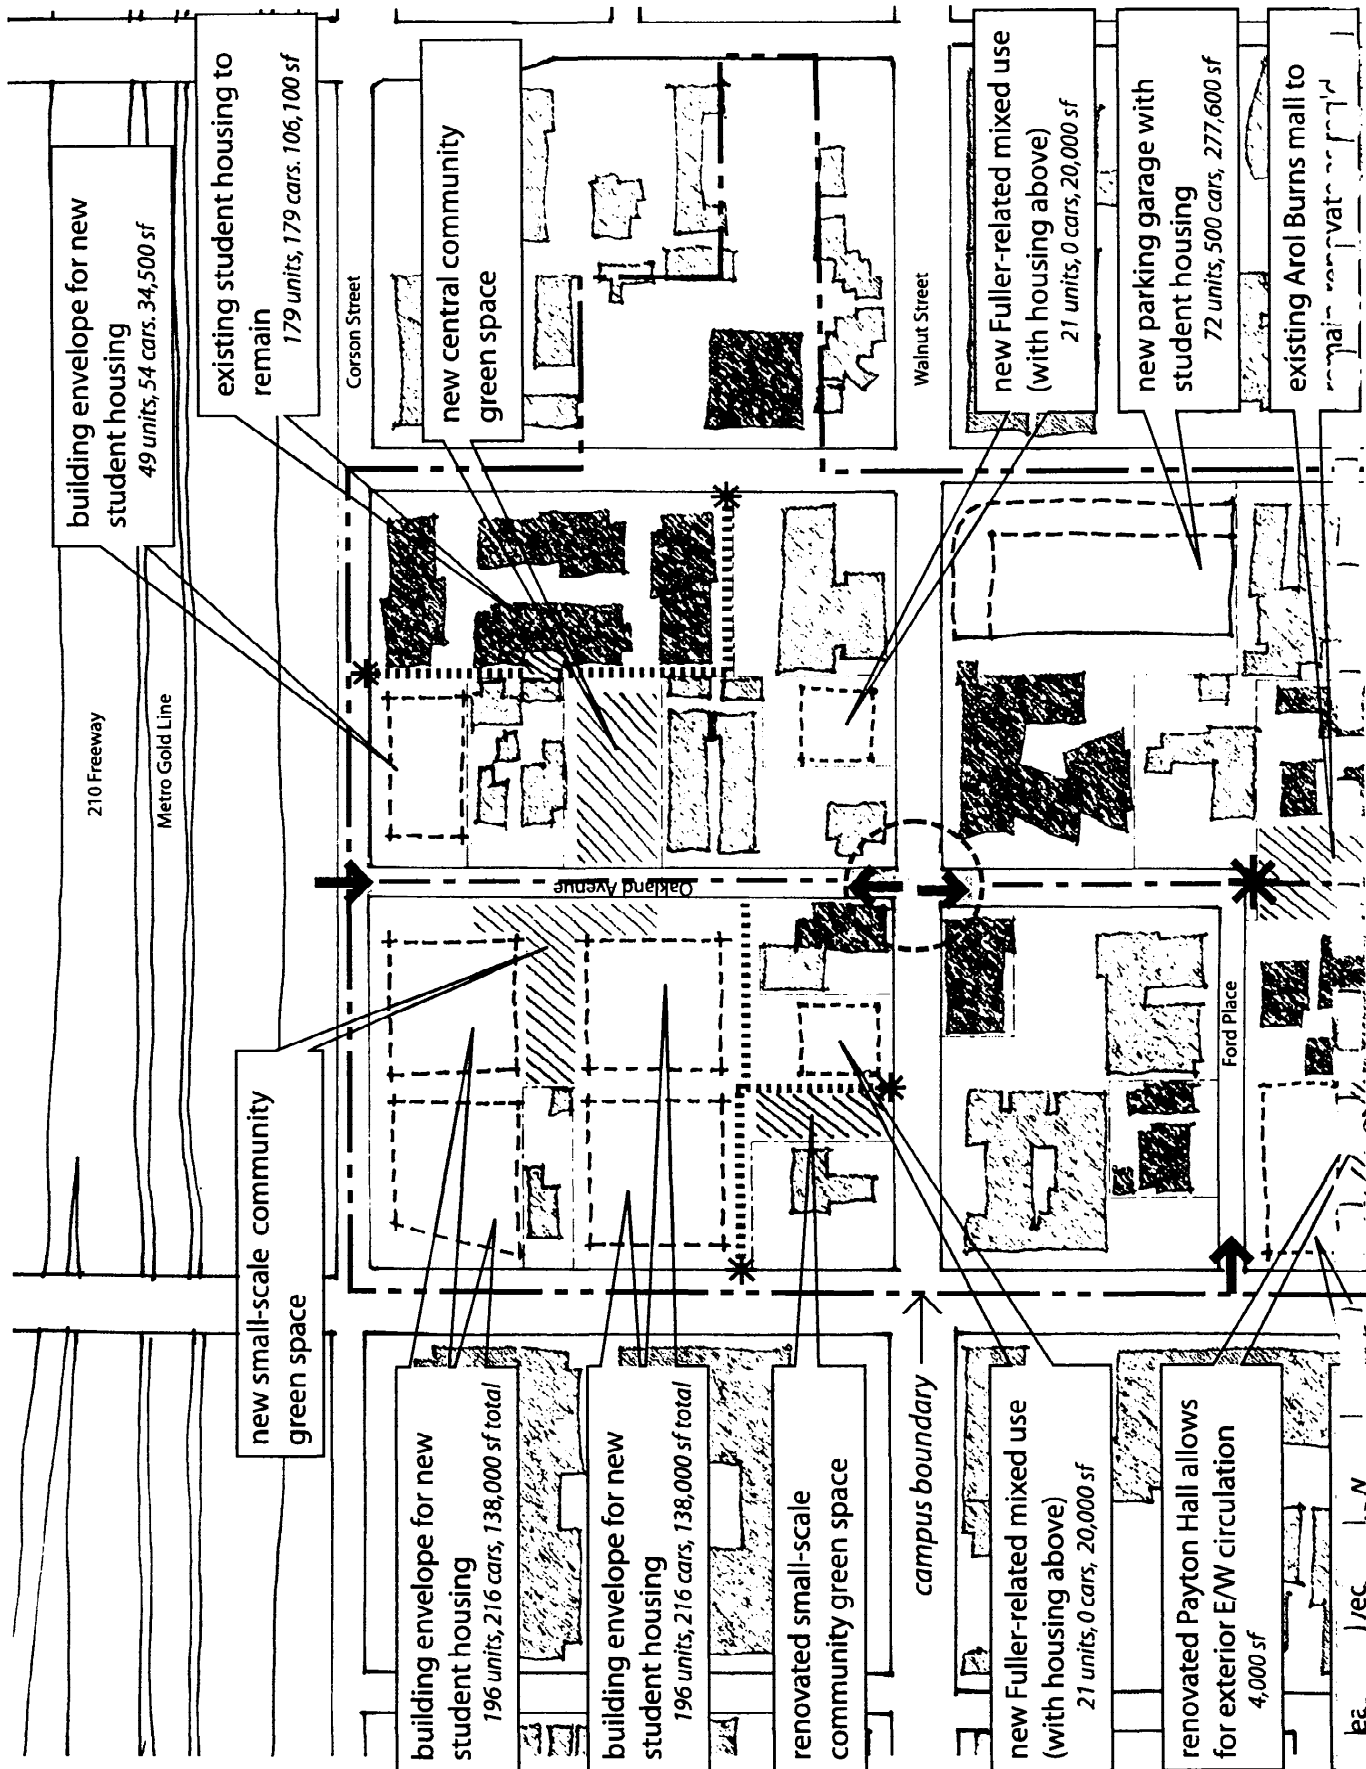 building envelope for new
student housing
49 units, 54 cars. 34,500 sf
existing student housing to
remain
179 units, 179 cars. 106,100 sf
new central community
green space
new Fuller-related mixed use
(with housing above)
21 units, 0 cars, 20,000 sf
new parking garage with
student housing
72 units, 500 cars, 277,600 sf
existing Arol Burns mall to
remain, renovate as req'd
210 Freeway
Metro Gold Line
Corson Street
Walnut Street
Oakland Avenue
Ford Place
new small-scale community
green space
building envelope for new
student housing
196 units, 216 cars, 138,000 sf total
building envelope for new
student housing
196 units, 216 cars, 138,000 sf total
renovated small-scale
community green space
campus boundary
new Fuller-related mixed use
(with housing above)
21 units, 0 cars, 20,000 sf
renovated Payton Hall allows
for exterior E/W circulation
4,000 sf